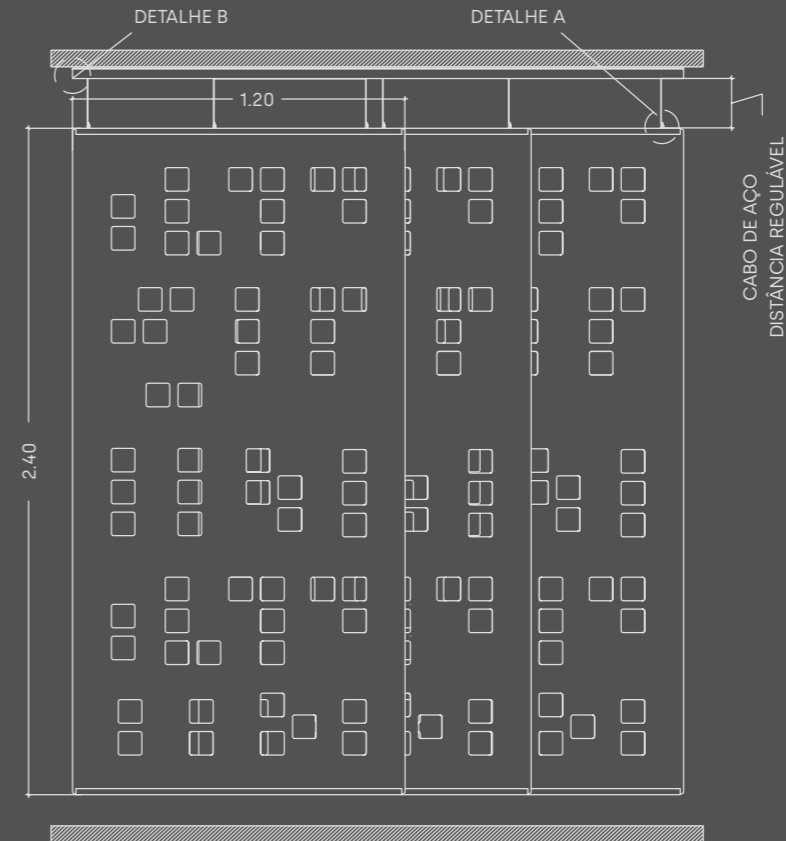 DETALHE B
DETALHE A
1.20
CABO DE AÇO
DISTÂNCIA REGULÁVEL
2.40